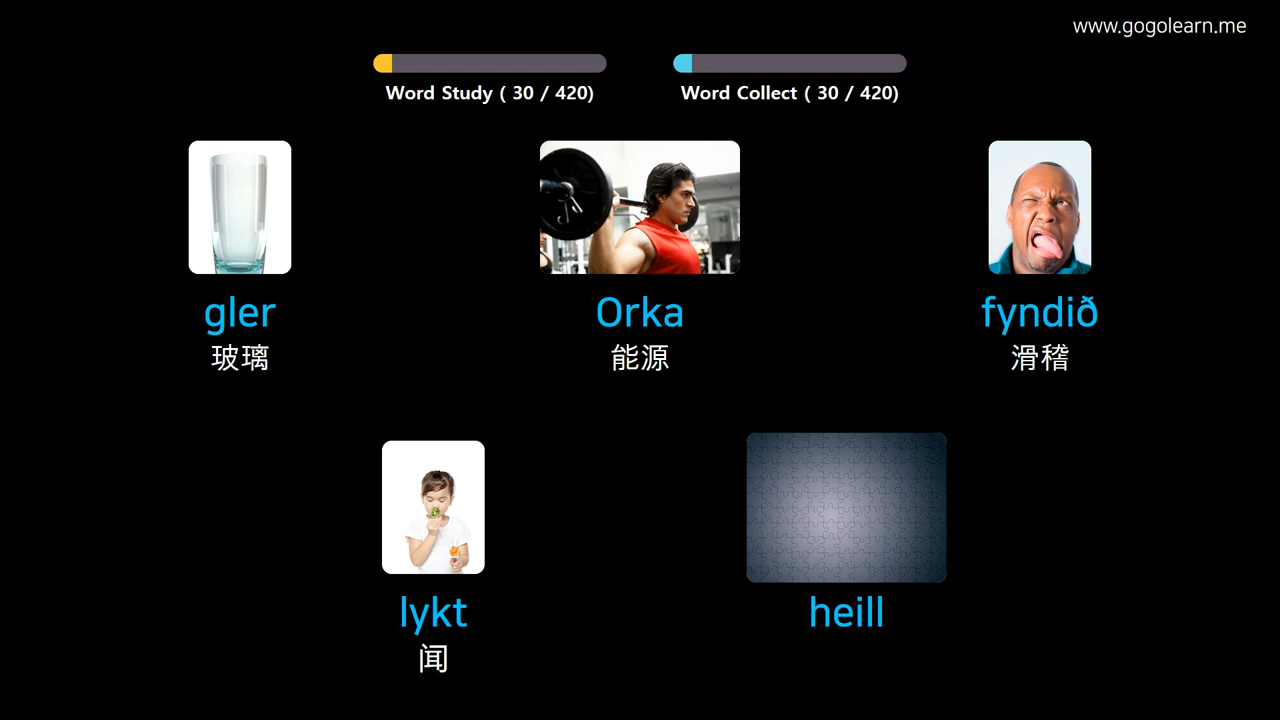 www.gogolearn.me
Word Study ( 30 / 420)
Word Collect ( 30 / 420)
gler
玻璃
Orka
能源
fyndið
滑稽
lykt
闻
heill